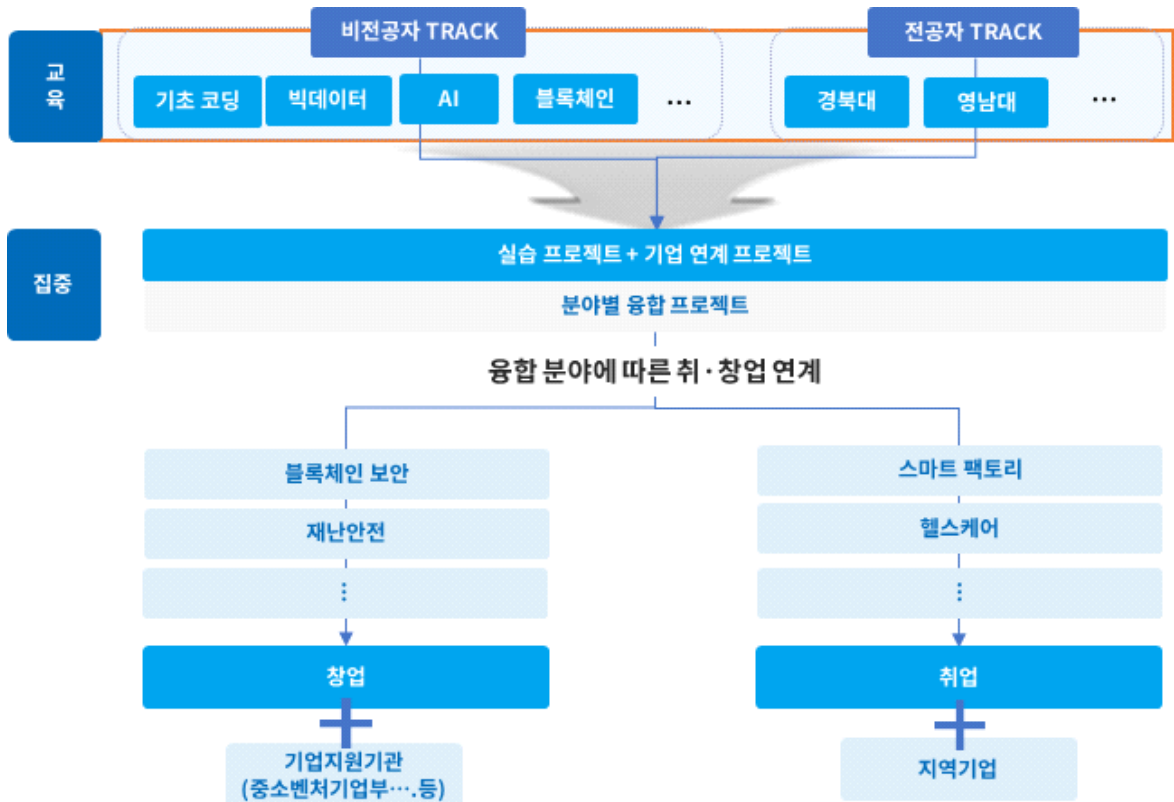 비전공자 TRACK
전공자 TRACK
교
육
기초 코딩
빅데이터
AI
블록체인
...
경북대
영남대
...
집중
실습 프로젝트 + 기업 연계 프로젝트
분야별 융합 프로젝트
융합 분야에 따른 취·창업 연계
블록체인 보안
스마트 팩토리
재난안전
헬스케어
⋮
⋮
창업
취업
기업지원기관
(중소벤처기업부….등)
지역기업